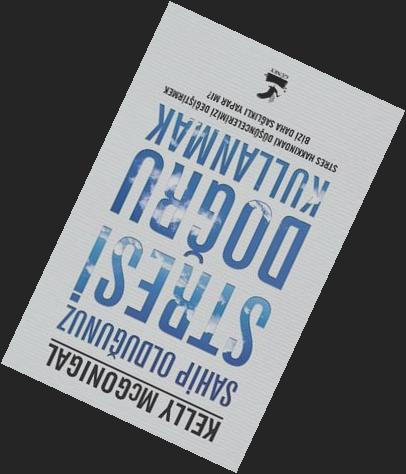 KELLY McGONIGAL
SAHİP OLDUĞUNUZ
STRESİ
DOĞRU
KULLANMAK
STRES HAKKINDAKİ DÜŞÜNCELERİMİZİ DEĞİŞTİRMEK
BİZİ DAHA SAĞLIKLI YAPAR MI?
GENEX